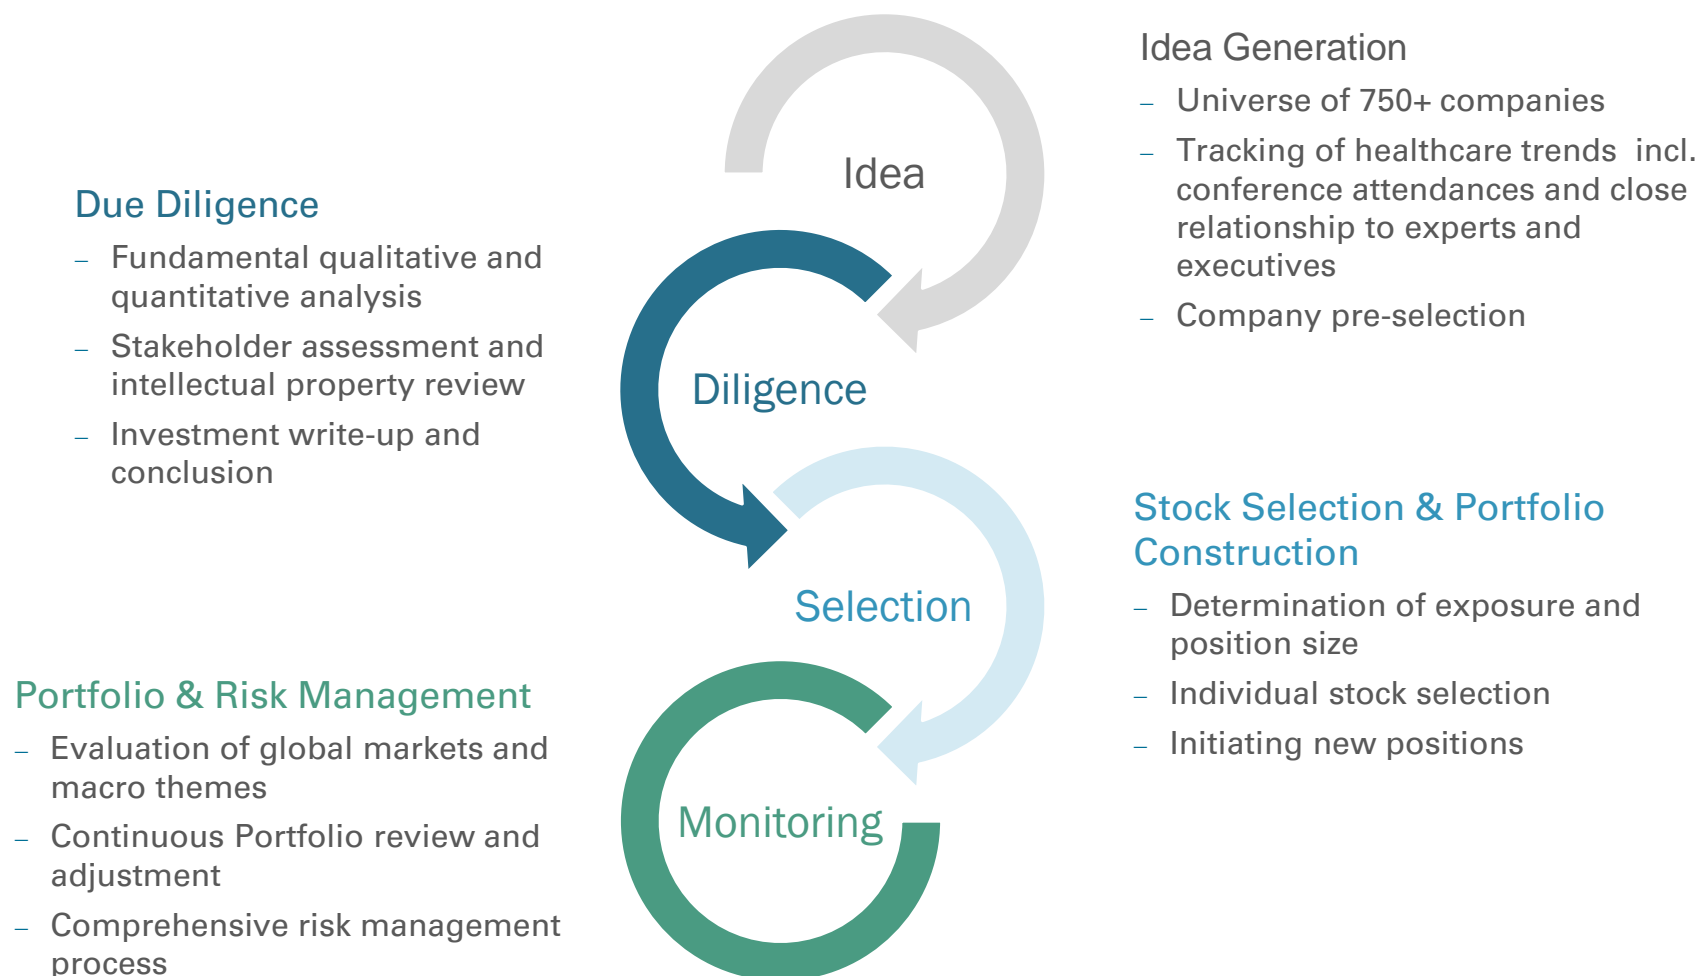 Idea Generation
– Universe of 750+ companies
– Tracking of healthcare trends  incl.
conference attendances and close
relationship to experts and
executives
– Company pre-selection
Idea
Due Diligence
– Fundamental qualitative and
quantitative analysis
– Stakeholder assessment and
intellectual property review
– Investment write-up and
conclusion
Diligence
Stock Selection & Portfolio
Construction
– Determination of exposure and
position size
– Individual stock selection
– Initiating new positions
Selection
Portfolio & Risk Management
– Evaluation of global markets and
macro themes
– Continuous Portfolio review and
adjustment
– Comprehensive risk management
process
Monitoring